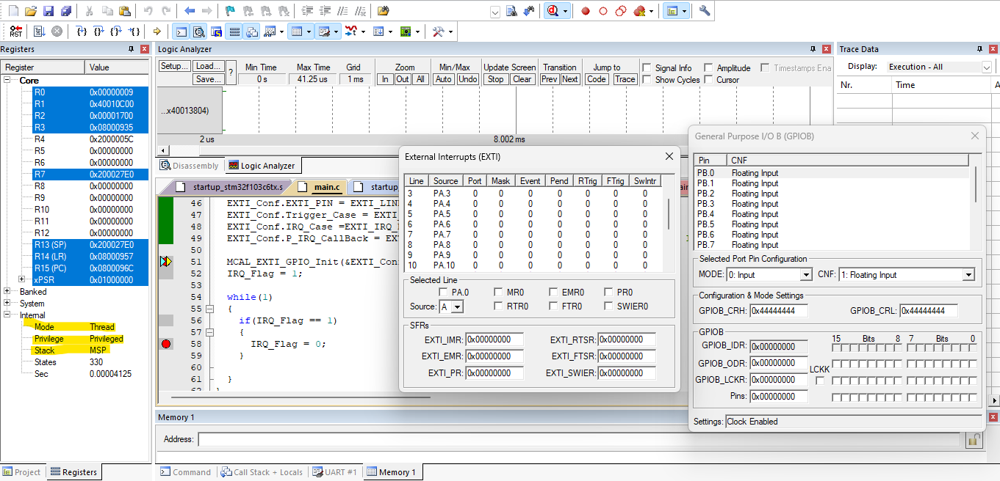 RST
Registers
Logic Analyzer
Trace Data
Register Value
Core
R0 0x00000009
R1 0x40010C00
R2 0x00001700
R3 0x08000935
R4 0x2000005C
R5 0x00000000
R6 0x00000000
R7 0x200027E0
R8 0x00000000
R9 0x00000000
R10 0x00000000
R11 0x00000000
R12 0x00000000
R13 (SP) 0x200027E0
R14 (LR) 0x08000957
R15 (PC) 0x0800096C
xPSR 0x01000000
Banked
System
Internal
Mode Thread
Privilege Privileged
Stack MSP
States 330
Sec 0.00004125
Project Registers
Setup... Load... ? Min Time Max Time Grid Zoom Min/Max Update Screen Transition Jump to Signal Info Amplitude Timestamps Ena
Save... 0 s 41.25 us 1 ms In Out All Auto Undo Stop Clear Prev Next Code Trace Show Cycles Cursor
...x40013804)
2 us 8.002 ms
Disassembly Logic Analyzer
startup_stm32f103c6tx.s main.c startup_
46 EXTI_Conf.EXTI_PIN = EXTI_LIN
47 EXTI_Conf.Trigger_Case = EXTI_
48 EXTI_Conf.IRQ_Case =EXTI_IRQ_
49 EXTI_Conf.P_IRQ_CallBack = EX
50
51 MCAL_EXTI_GPIO_Init(&EXTI_Con
52 IRQ_Flag = 1;
53
54 while(1)
55 {
56 if(IRQ_Flag == 1)
57 {
58 IRQ_Flag = 0;
59 }
60
61 }
Display: Execution - All
Nr. Time A
External Interrupts (EXTI)
Line Source Port Mask Event Pend RTrig FTrig SwIntr
3 PA.3 0 0 0 0 0 0 0
4 PA.4 0 0 0 0 0 0 0
5 PA.5 0 0 0 0 0 0 0
6 PA.6 0 0 0 0 0 0 0
7 PA.7 0 0 0 0 0 0 0
8 PA.8 0 0 0 0 0 0 0
9 PA.9 0 0 0 0 0 0 0
10 PA.10 0 0 0 0 0 0 0
Selected Line
PA.0 MR0 EMR0 PR0
Source: A RTR0 FTR0 SWIER0
SFRs
EXTI_IMR: 0x00000000 EXTI_RTSR: 0x00000000
EXTI_EMR: 0x00000000 EXTI_FTSR: 0x00000000
EXTI_PR: 0x00000000 EXTI_SWIER: 0x00000000
General Purpose I/O B (GPIOB)
Pin CNF
PB.0 Floating Input
PB.1 Floating Input
PB.2 Floating Input
PB.3 Floating Input
PB.4 Floating Input
PB.5 Floating Input
PB.6 Floating Input
PB.7 Floating Input
Selected Port Pin Configuration
MODE: 0: Input CNF: 1: Floating Input
Configuration & Mode Settings
GPIOB_CRH: 0x44444444 GPIOB_CRL: 0x44444444
GPIOB
15 Bits 8 7 Bits 0
GPIOB_IDR: 0x00000000
GPIOB_ODR: 0x00000000
LCKK
GPIOB_LCKR: 0x00000000
Pins: 0x00000000
Settings: Clock Enabled
Memory 1
Address:
Command Call Stack + Locals UART #1 Memory 1